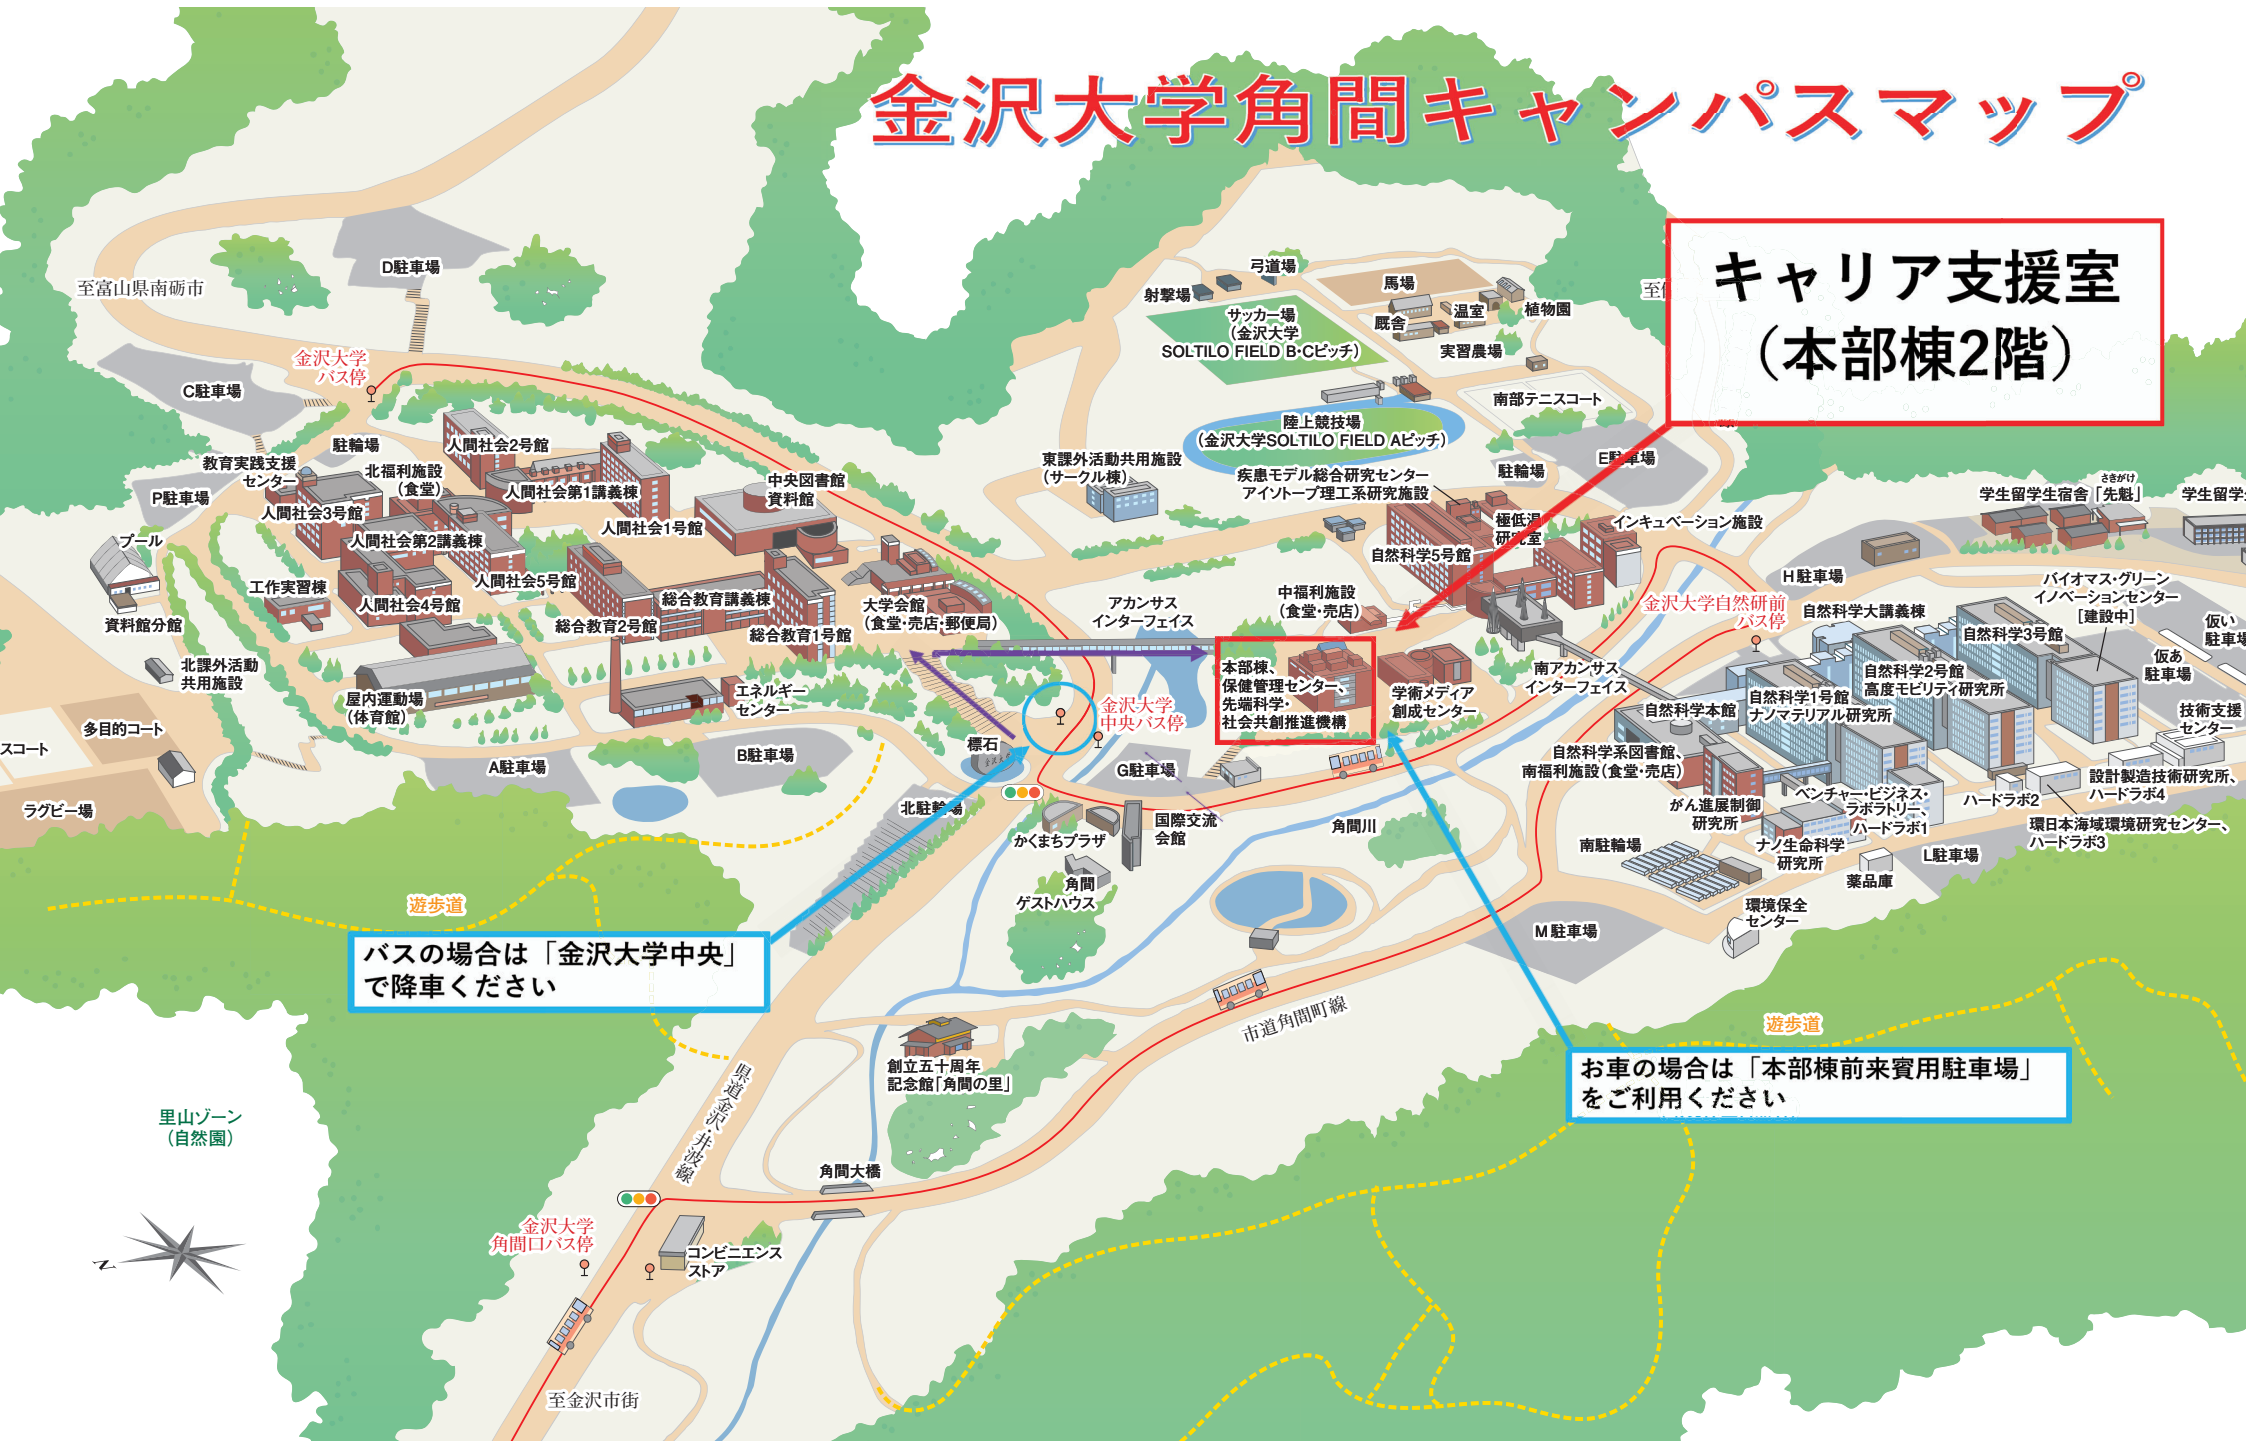 金沢大学角間キャンパスマップ
キャリア支援室
（本部棟2階）
D駐車場
至富山県南砺市
弓道場
射撃場
馬場
サッカー場
（金沢大学
SOLTILO FIELD B・Cピッチ）
厩舎
温室
植物園
実習農場
金沢大学
バス停
C駐車場
南部テニスコート
陸上競技場
（金沢大学SOLTILO FIELD Aピッチ）
駐輪場
人間社会2号館
教育実践支援
センター
北福利施設
（食堂）
P駐車場
人間社会第1講義棟
中央図書館
資料館
東課外活動共用施設
（サークル棟）
疾患モデル総合研究センター
アイソトープ理工系研究施設
駐輪場
E駐車場
人間社会3号館
人間社会1号館
人間社会第2講義棟
プール
極低温
研究室
インキュベーション施設
さきがけ
学生留学生宿舎「先魁」
学生留学生
自然科学5号館
人間社会5号館
工作実習棟
人間社会4号館
総合教育講義棟
総合教育2号館
総合教育1号館
大学会館
（食堂・売店・郵便局）
アカンサス
インターフェイス
中福利施設
（食堂・売店）
H駐車場
金沢大学自然研前
バス停
自然科学大講義棟
バイオマス・グリーン
イノベーションセンター
［建設中］
自然科学3号館
仮い
駐車場
仮あ
駐車場
資料館分館
北課外活動
共用施設
本部棟、
保健管理センター、
先端科学・
社会共創推進機構
学術メディア
創成センター
南アカンサス
インターフェイス
自然科学2号館
高度モビリティ研究所
自然科学1号館
ナノマテリアル研究所
自然科学本館
技術支援
センター
屋内運動場
（体育館）
エネルギー
センター
金沢大学
中央バス停
多目的コート
スコート
標石
A駐車場
B駐車場
G駐車場
自然科学系図書館、
南福利施設（食堂・売店）
設計製造技術研究所、
ハードラボ4
ラグビー場
北駐輪場
かくまちプラザ
国際交流
会館
角間川
がん進展制御
研究所
ベンチャー・ビジネス・
ラボラトリー、
ハードラボ1
ハードラボ2
環日本海域環境研究センター、
ハードラボ3
南駐輪場
ナノ生命科学
研究所
L駐車場
薬品庫
角間
ゲストハウス
遊歩道
環境保全
センター
M駐車場
バスの場合は「金沢大学中央」
で降車ください
市道角間町線
遊歩道
お車の場合は「本部棟前来賓用駐車場」
をご利用ください
創立五十周年
記念館「角間の里」
県道金沢・井波線
里山ゾーン
（自然園）
角間大橋
金沢大学
角間口バス停
コンビニエンス
ストア
N
至金沢市街